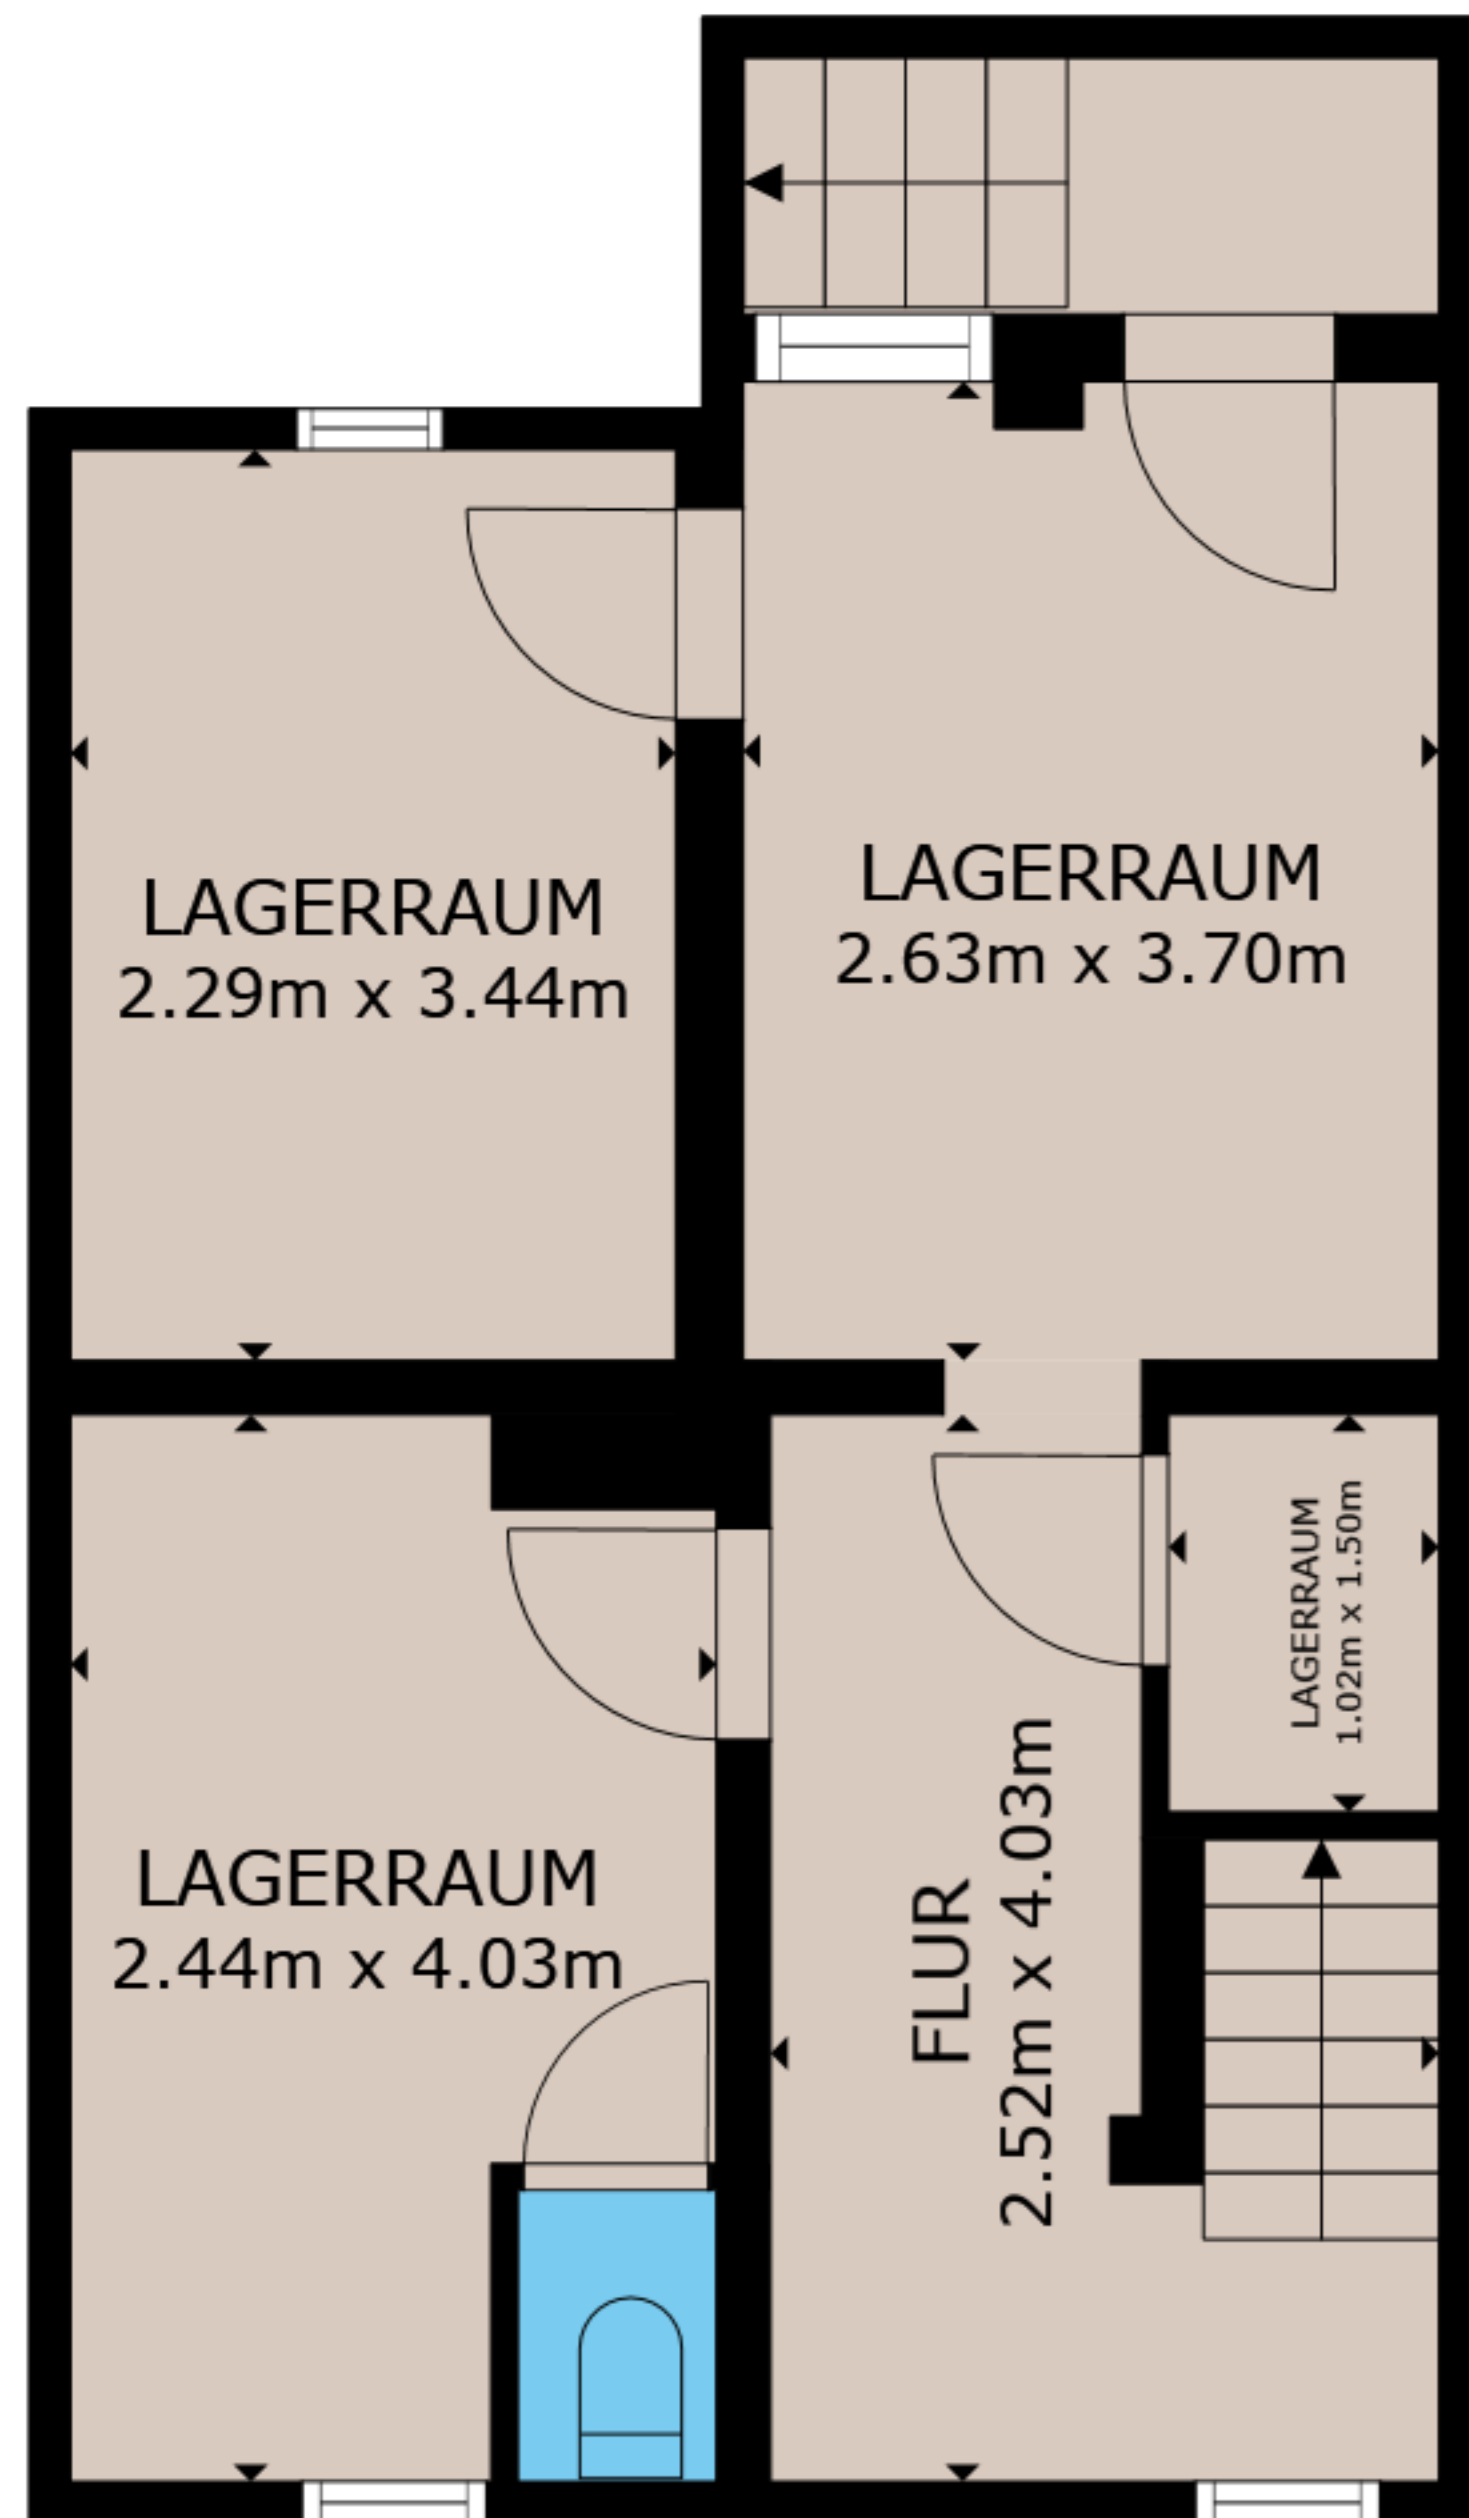 LAGERRAUM
2.29m x 3.44m
LAGERRAUM
2.63m x 3.70m
LAGERRAUM
1.02m x 1.50m
LAGERRAUM
2.44m x 4.03m
FLUR
2.52m x 4.03m